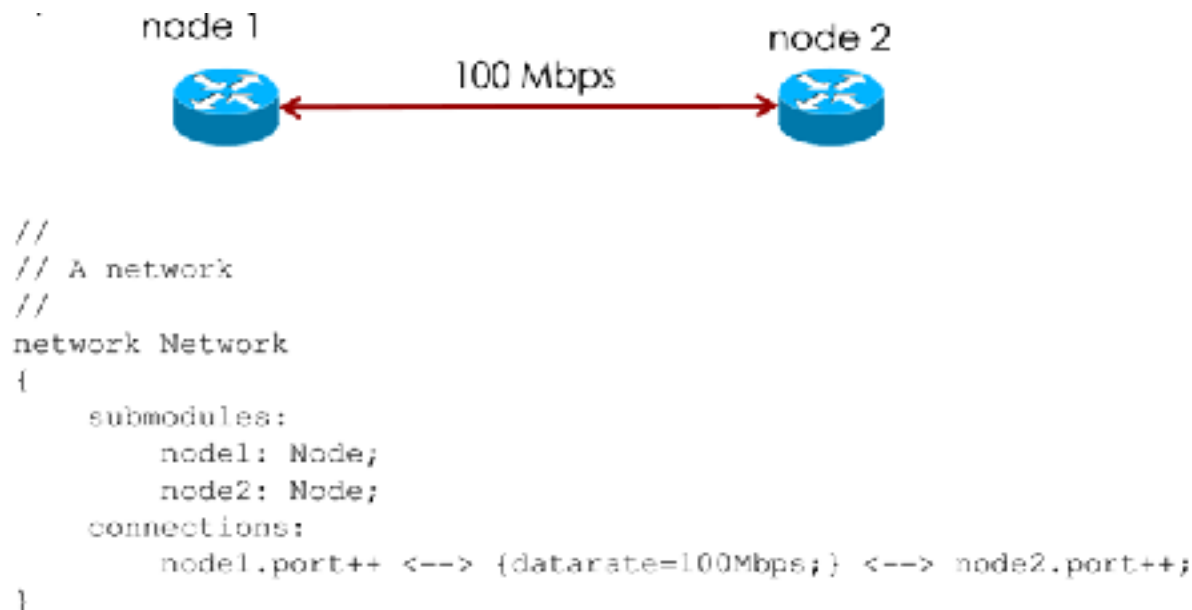 node 1
node 2
100 Mbps
//
// A network
//
network Network
{
submodules:
node1: Node;
node2: Node;
connections:
node1.port++ <--> {datarate=100Mbps;} <--> node2.port++;
}